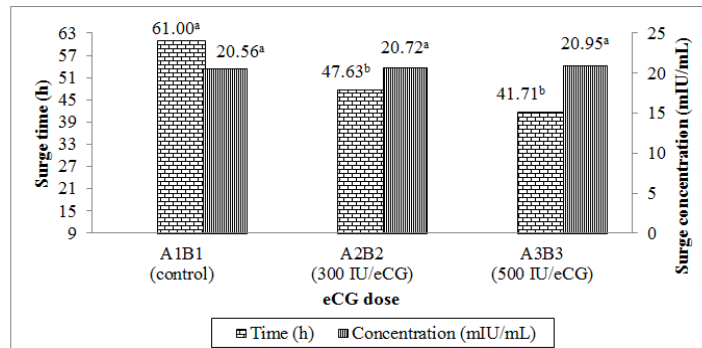 61.00ᵃ
20.56ᵃ
47.63ᵇ
20.72ᵃ
41.71ᵇ
20.95ᵃ
Surge time (h)
63
57
51
45
39
33
27
21
15
9
Surge concentration (mIU/mL)
25
20
15
10
5
0
A1B1
(control)
A2B2
(300 IU/eCG)
A3B3
(500 IU/eCG)
eCG dose
Time (h)
Concentration (mIU/mL)